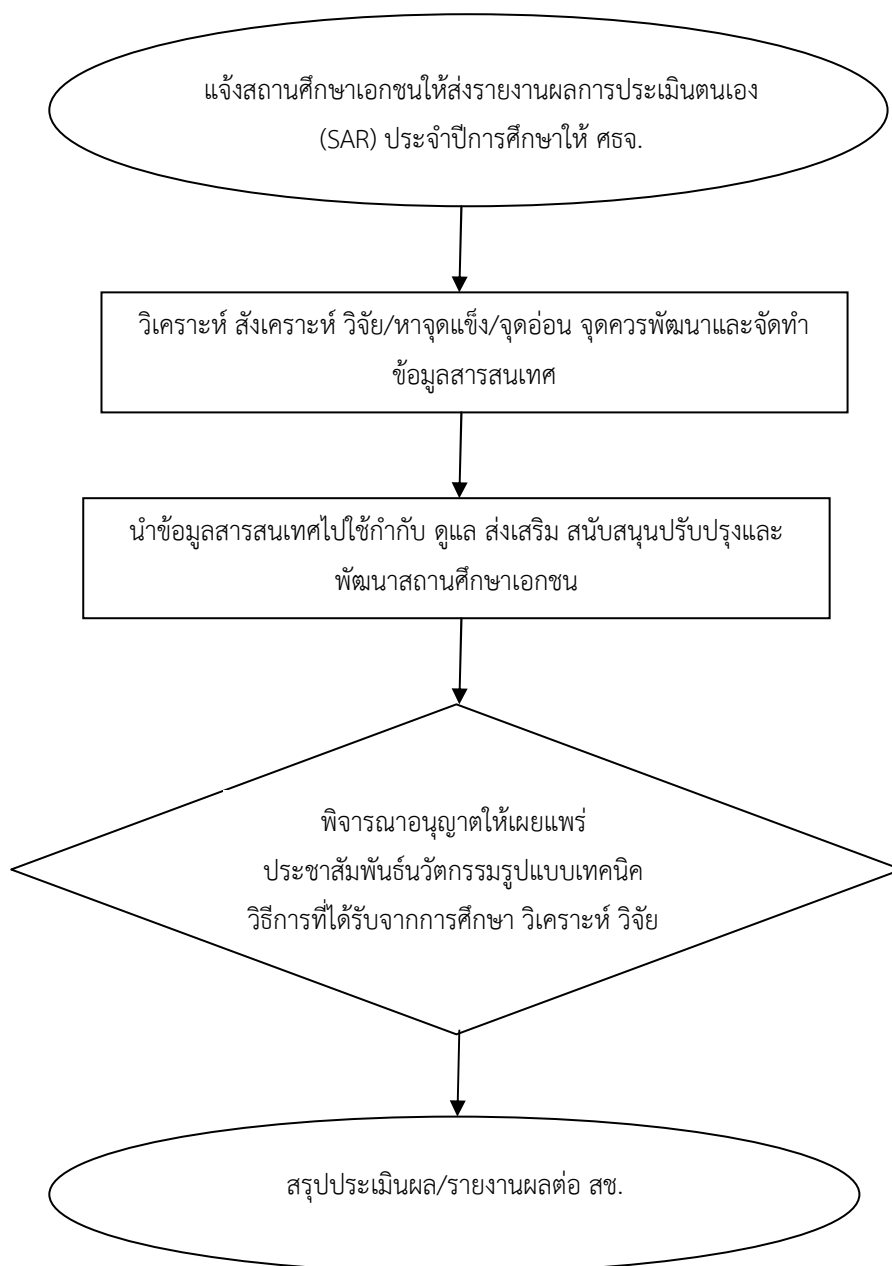 แจ้งสถานศึกษาเอกชนให้ส่งรายงานผลการประเมินตนเอง
(SAR) ประจำปีการศึกษาให้ ศธจ.
วิเคราะห์ สังเคราะห์ วิจัย/หาจุดแข็ง/จุดอ่อน จุดควรพัฒนาและจัดทำ
ข้อมูลสารสนเทศ
นำข้อมูลสารสนเทศไปใช้กำกับ ดูแล ส่งเสริม สนับสนุนปรับปรุงและ
พัฒนาสถานศึกษาเอกชน
พิจารณาอนุญาตให้เผยแพร่
ประชาสัมพันธ์นวัตกรรมรูปแบบเทคนิค
วิธีการที่ได้รับจากการศึกษา วิเคราะห์ วิจัย
สรุปประเมินผล/รายงานผลต่อ สช.